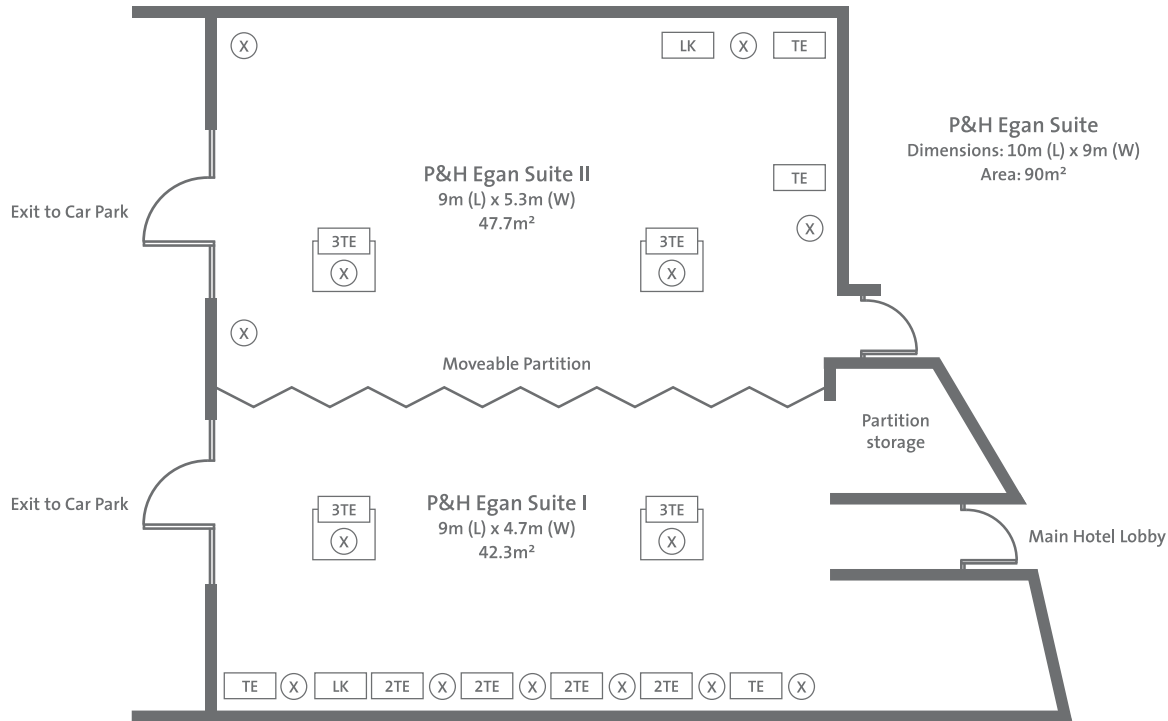 X
LK
X
TE
P&H Egan Suite
Dimensions: 10m (L) x 9m (W)
Area: 90m²
P&H Egan Suite II
9m (L) x 5.3m (W)
47.7m²
TE
Exit to Car Park
X
3TE
X
3TE
X
X
Moveable Partition
Partition
storage
Exit to Car Park
P&H Egan Suite I
9m (L) x 4.7m (W)
42.3m²
3TE
X
3TE
X
Main Hotel Lobby
TE
X
LK
2TE
X
2TE
X
2TE
X
2TE
X
TE
X